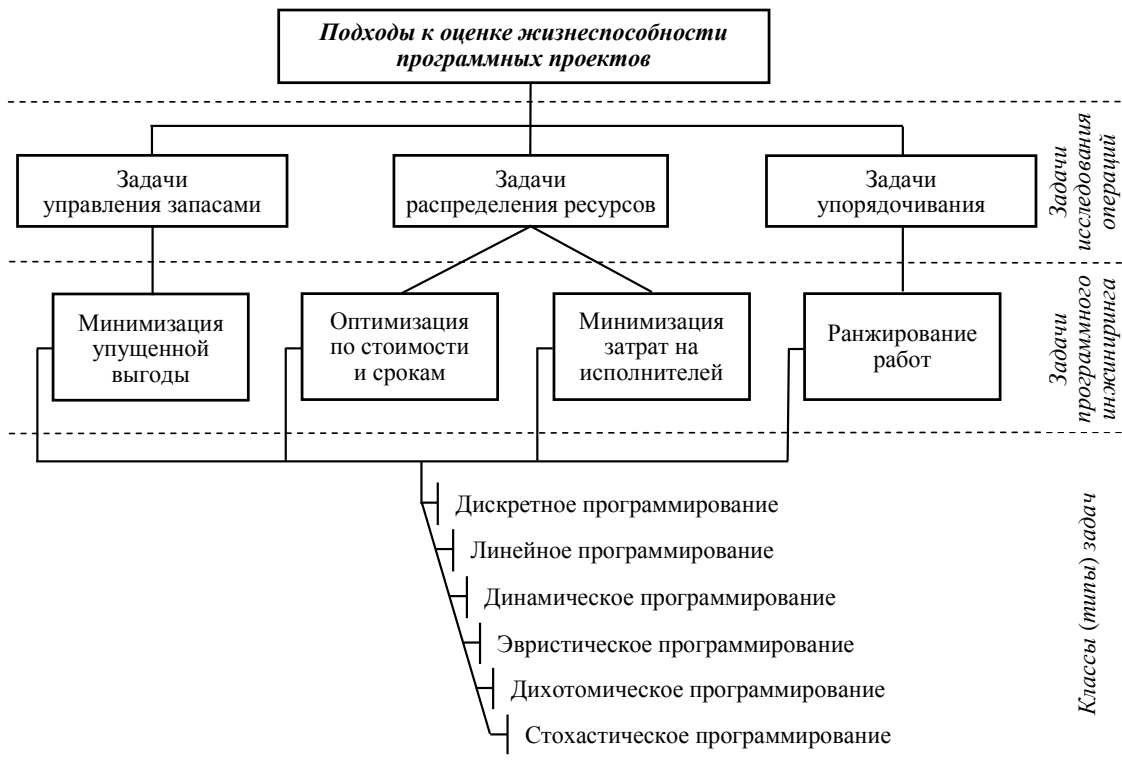 Подходы к оценке жизнеспособности
программных проектов
Задачи
управления запасами
Задачи
распределения ресурсов
Задачи
упорядочивания
Задачи
исследования
операций
Минимизация
упущенной
выгоды
Оптимизация
по стоимости
и срокам
Минимизация
затрат на
исполнителей
Ранжирование
работ
Задачи
программного
инжиниринга
Дискретное программирование
Линейное программирование
Динамическое программирование
Эвристическое программирование
Дихотомическое программирование
Стохастическое программирование
Классы (типы) задач